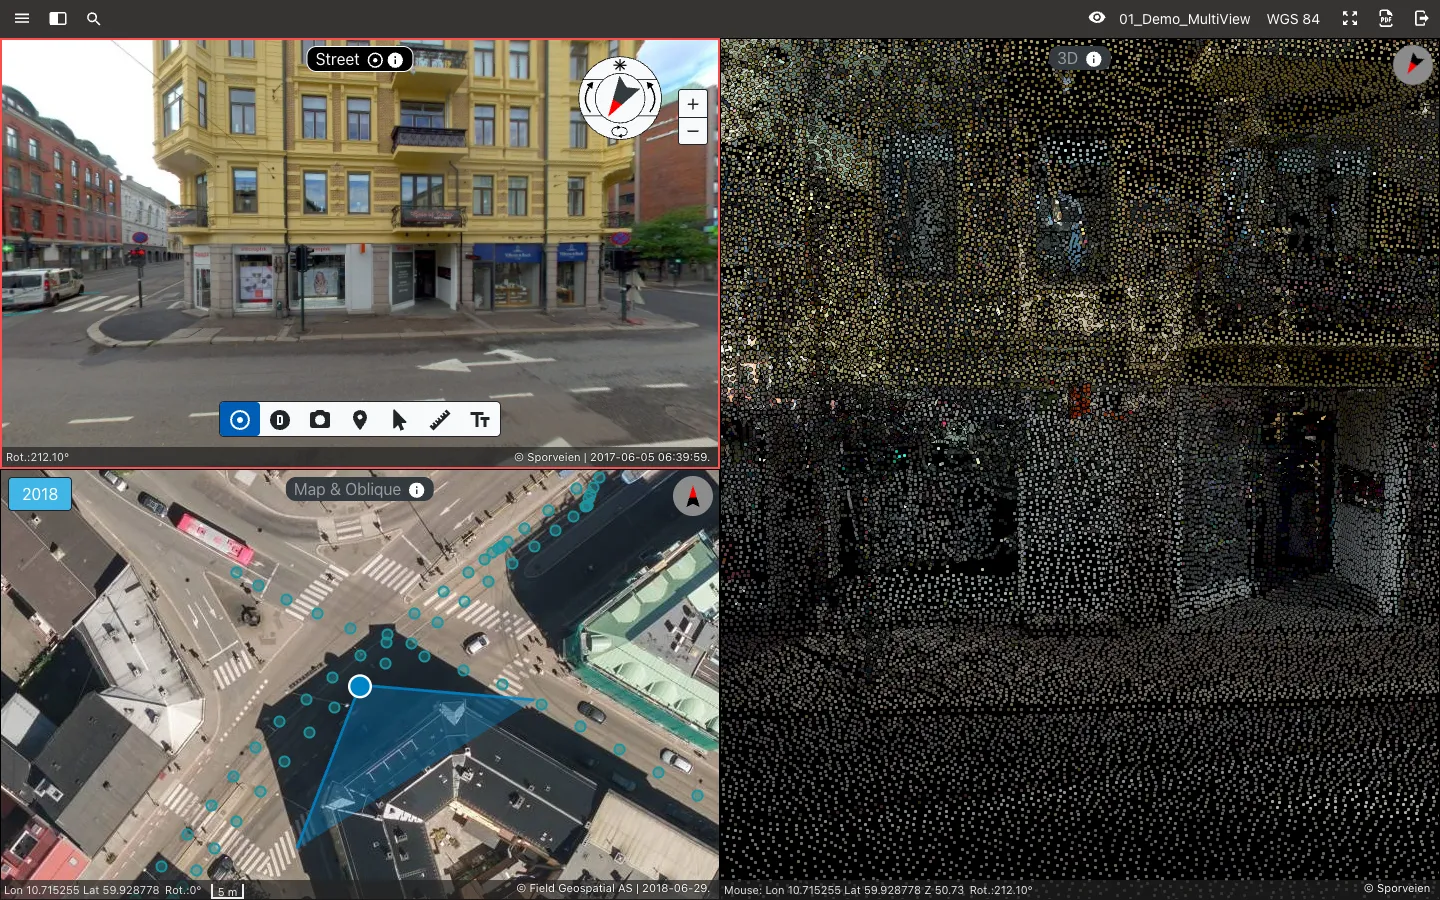 01_Demo_MultiView WGS 84
PDF
Street
D
Tт
Rot.:212.10°
© Sporveien | 2017-06-05 06:39:59.
2018
Map & Oblique
Lon 10.715255 Lat 59.928778 Rot.:0°
5 m
© Field Geospatial AS | 2018-06-29.
3D
Mouse: Lon 10.715255 Lat 59.928778 Z 50.73 Rot.:212.10°
© Sporveien